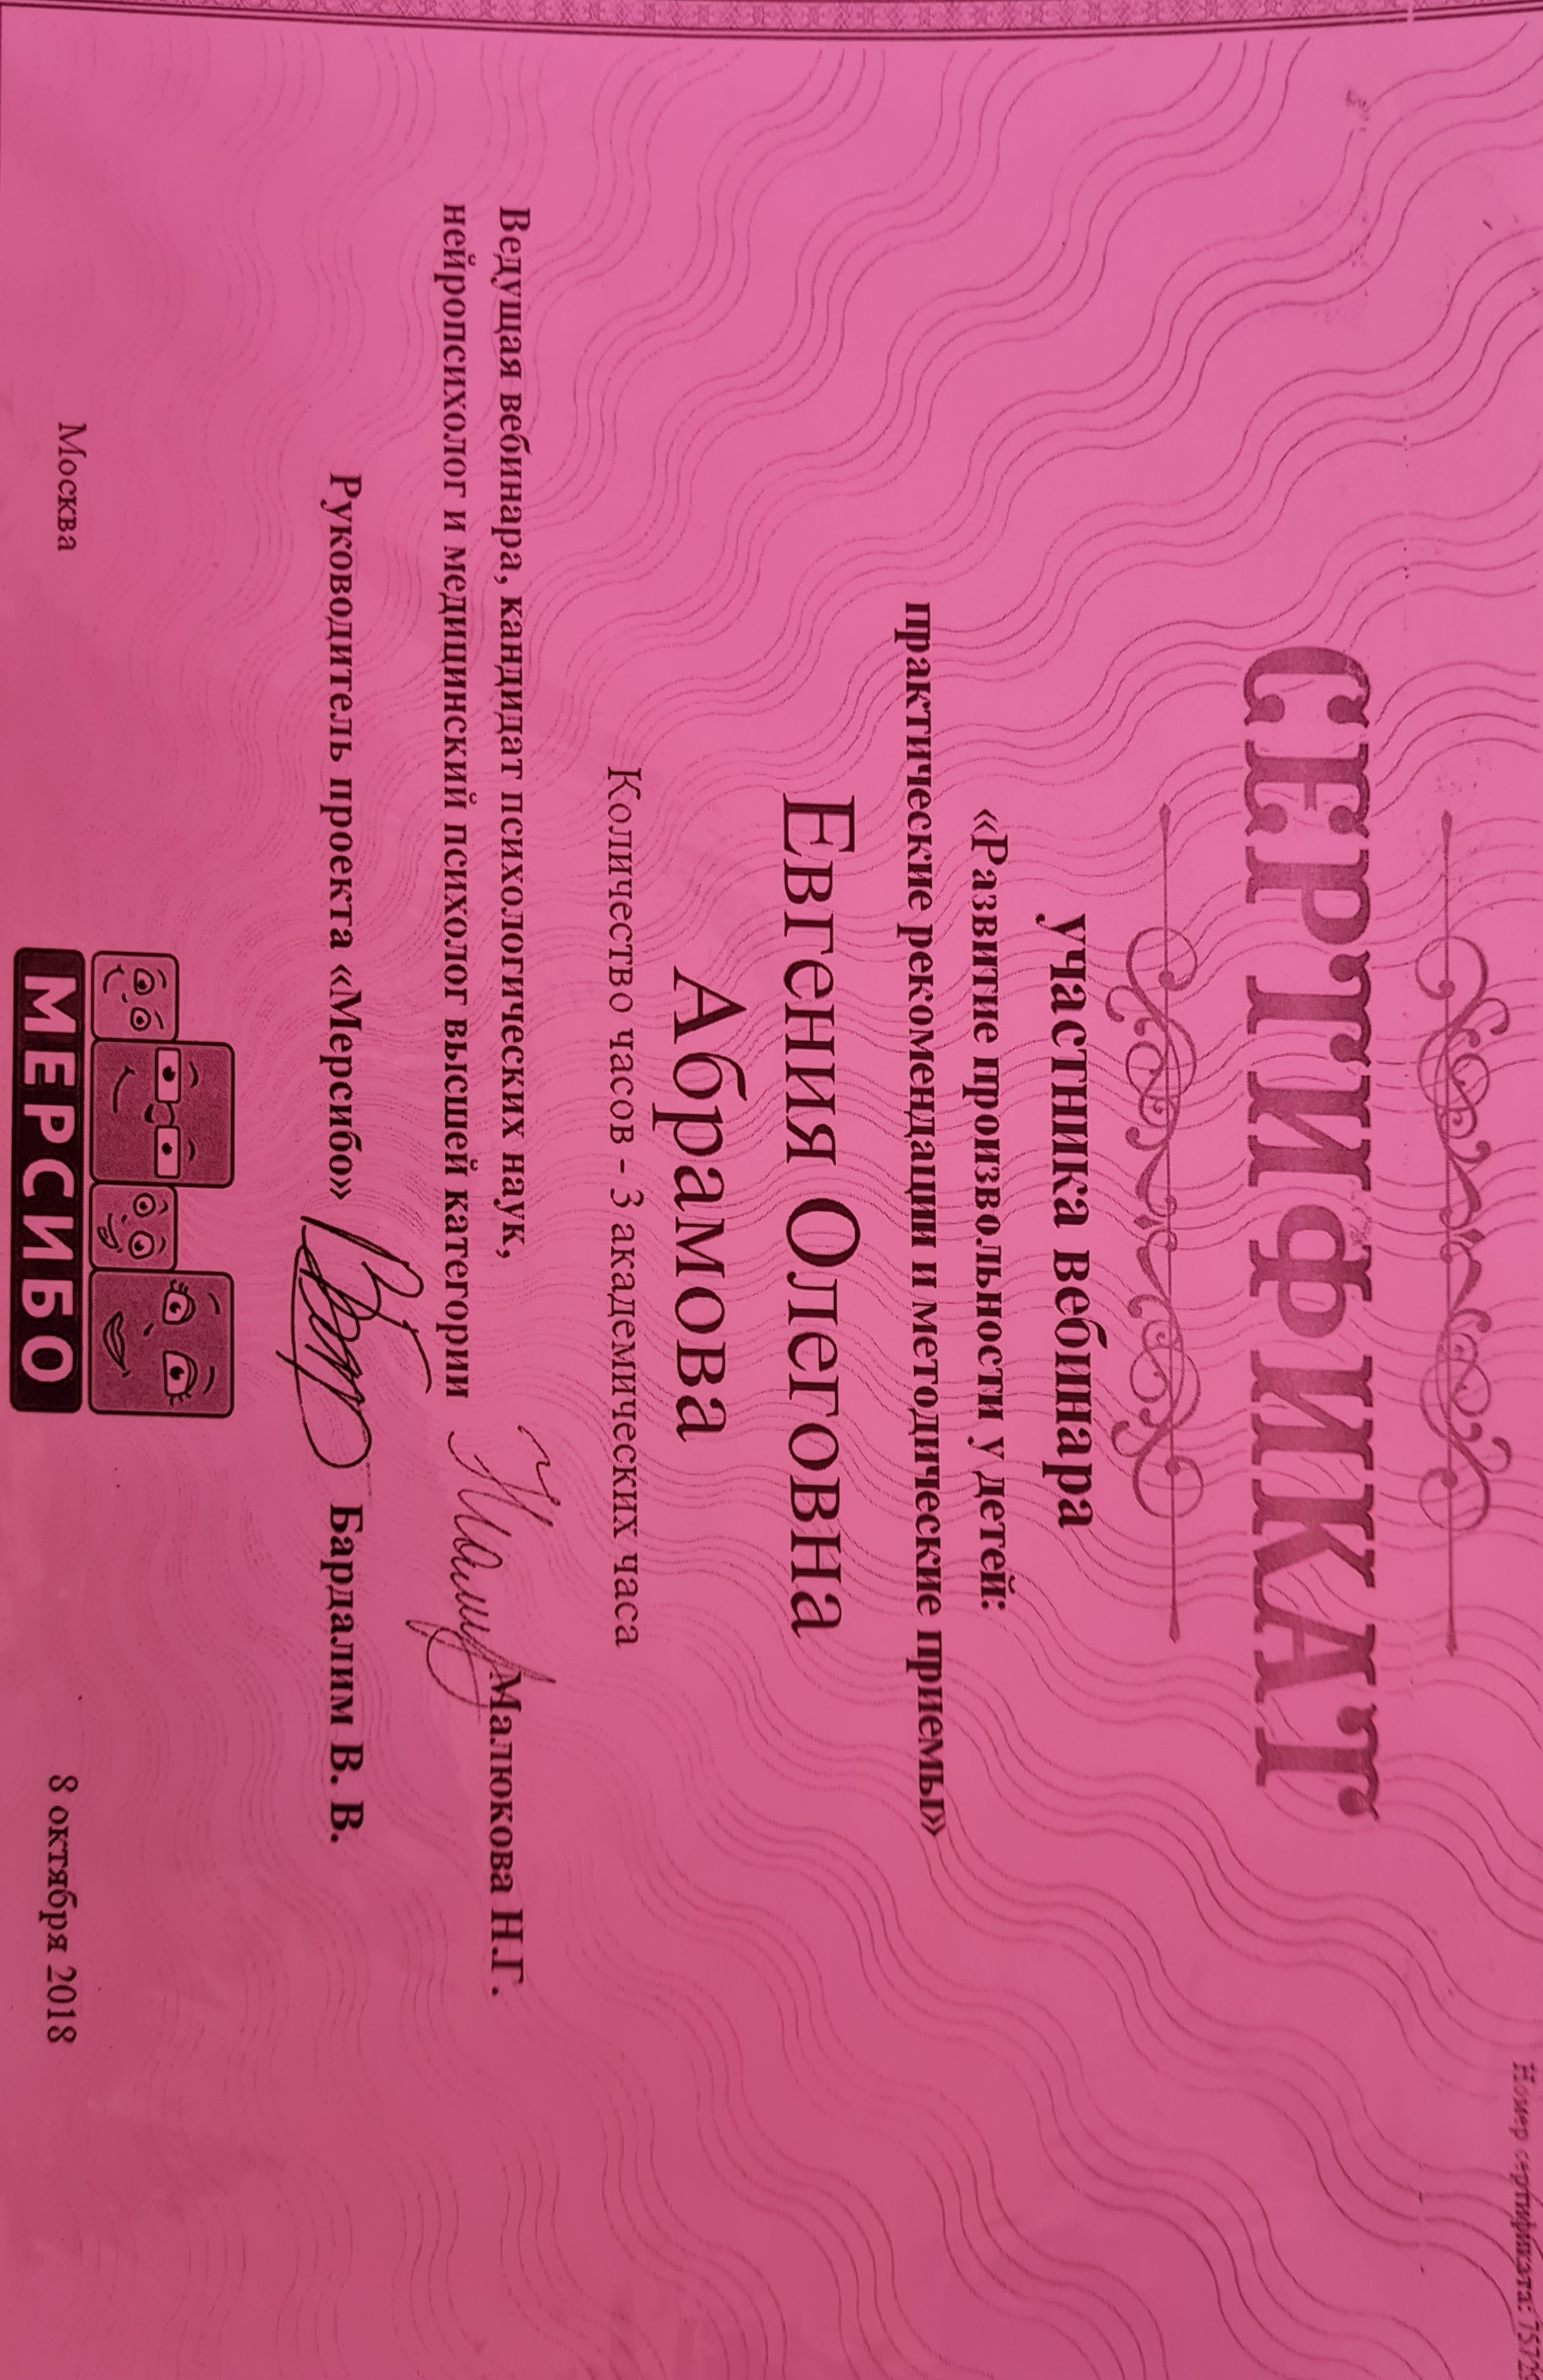 Номер сертификата:
СЕРТИФИКАТ
участника вебинара
«Развитие произвольности у детей:
практические рекомендации и методические приемы»
Евгения Олеговна
Абрамова
Количество часов - 3 академических часа
Ведущая вебинара, кандидат психологических наук,
нейропсихолог и медицинский психолог высшей категории Малюкова Н.Г.
Руководитель проекта «Мерсибо» Бардалим В. В.
Москва
МЕРСИБО
8 октября 2018